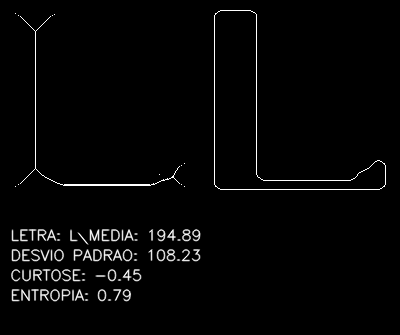 LETRA: L\MEDIA: 194.89
DESVIO PADRAO: 108.23
CURTOSE: -0.45
ENTROPIA: 0.79